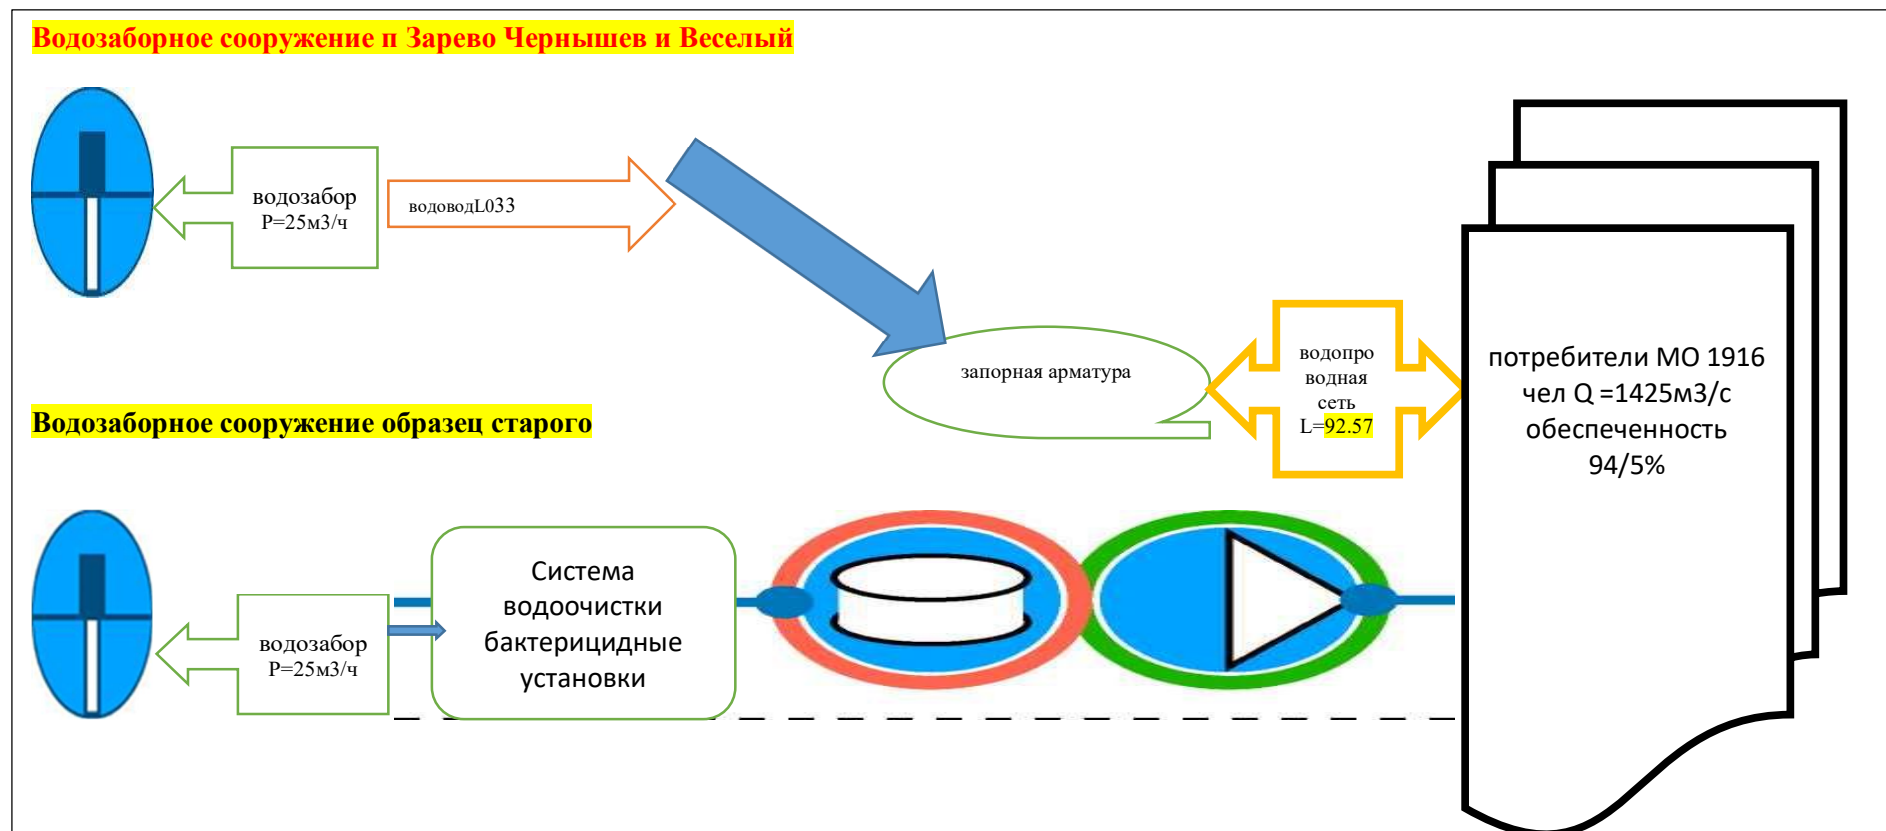 Водозаборное сооружение п Зарево Чернышев и Веселый
водозабор
Р=25м3/ч
водоводL033
запорная арматура
водопро
водная
сеть
L=92.57
потребители МО 1916
чел Q =1425м3/с
обеспеченность
94/5%
Водозаборное сооружение образец старого
водозабор
Р=25м3/ч
Система
водоочистки
бактерицидные
установки